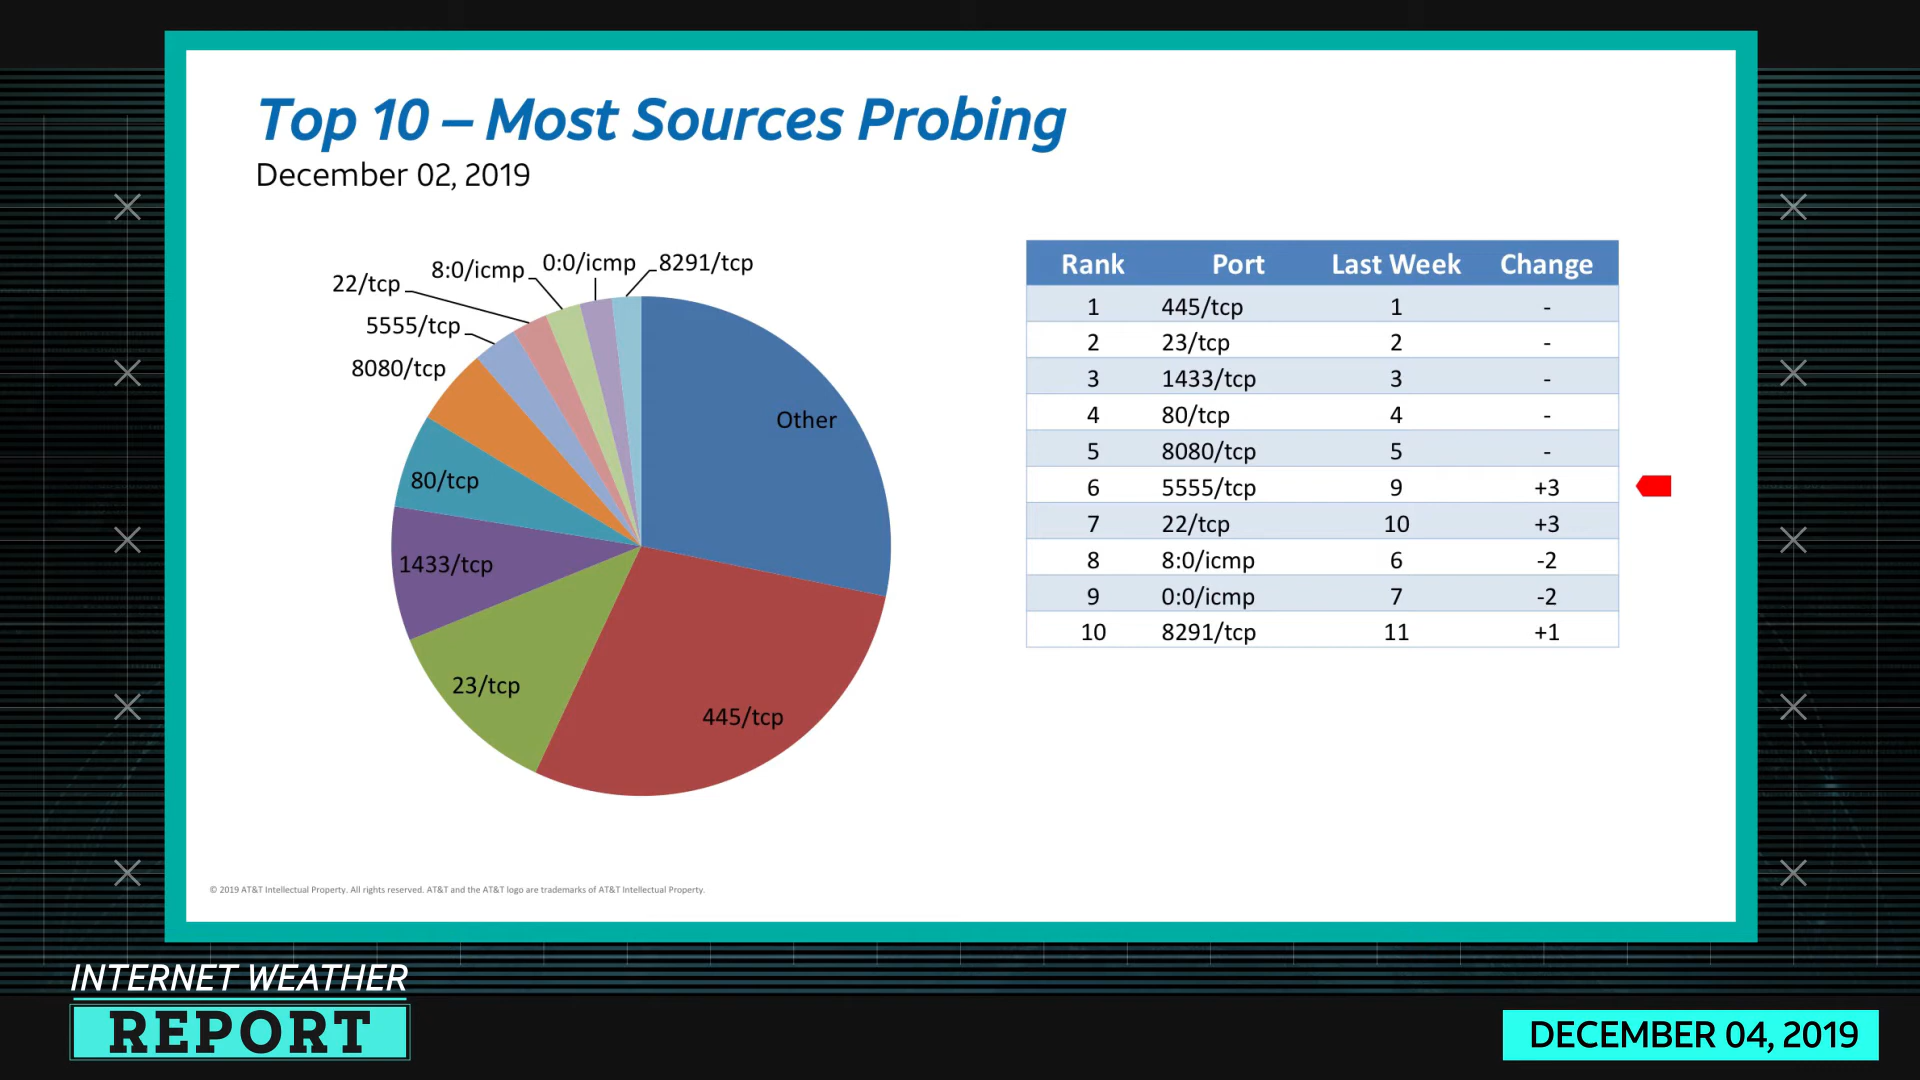 Top 10 – Most Sources Probing
December 02, 2019
8:0/icmp 0:0/icmp 8291/tcp
22/tcp
5555/tcp
8080/tcp
Other
80/tcp
1433/tcp
23/tcp
445/tcp
Rank Port Last Week Change
1 445/tcp 1 -
2 23/tcp 2 -
3 1433/tcp 3 -
4 80/tcp 4 -
5 8080/tcp 5 -
6 5555/tcp 9 +3
7 22/tcp 10 +3
8 8:0/icmp 6 -2
9 0:0/icmp 7 -2
10 8291/tcp 11 +1
© 2019 AT&T Intellectual Property. All rights reserved. AT&T and the AT&T logo are trademarks of AT&T Intellectual Property.
INTERNET WEATHER
REPORT
DECEMBER 04, 2019